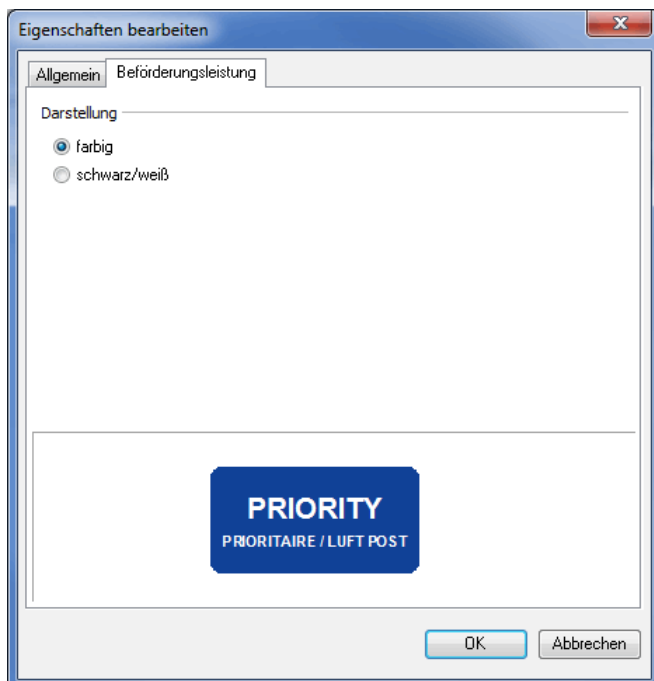 Eigenschaften bearbeiten
Allgemein Beförderungsleistung
Darstellung
farbig
schwarz/weiß
PRIORITY
PRIORITAIRE / LUFT POST
OK Abbrechen